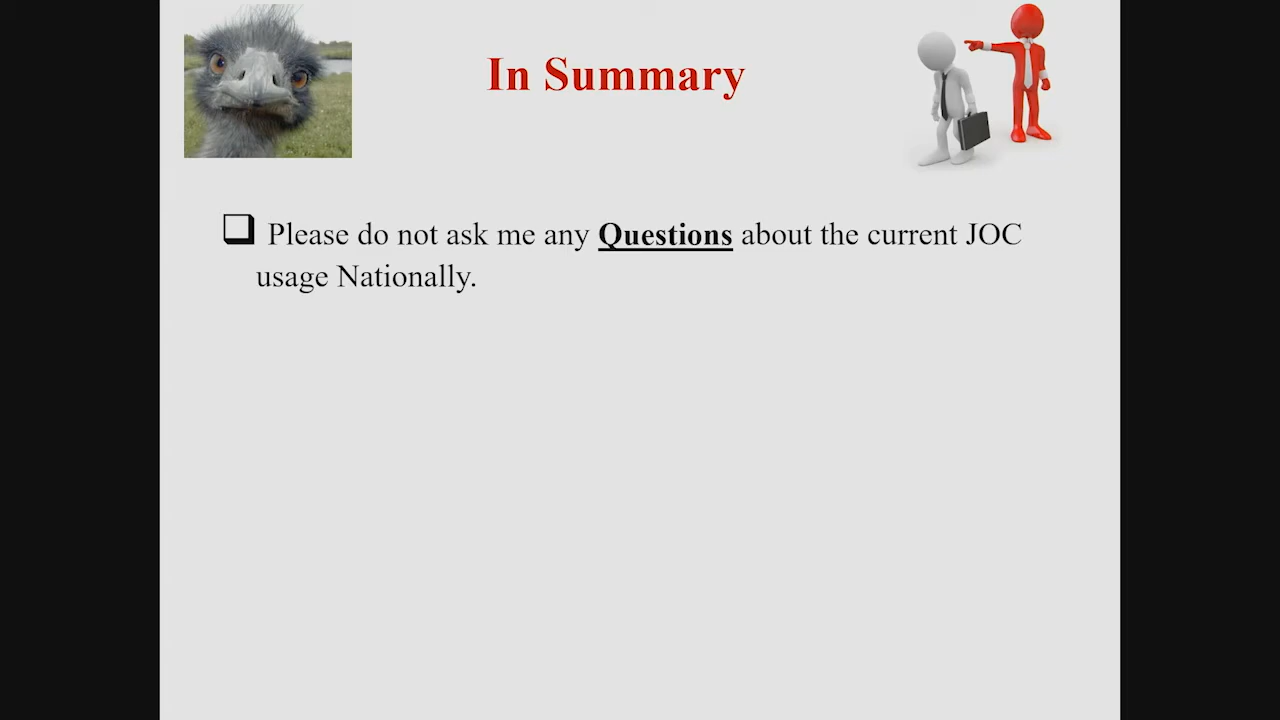 In Summary
Please do not ask me any Questions about the current JOC
usage Nationally.